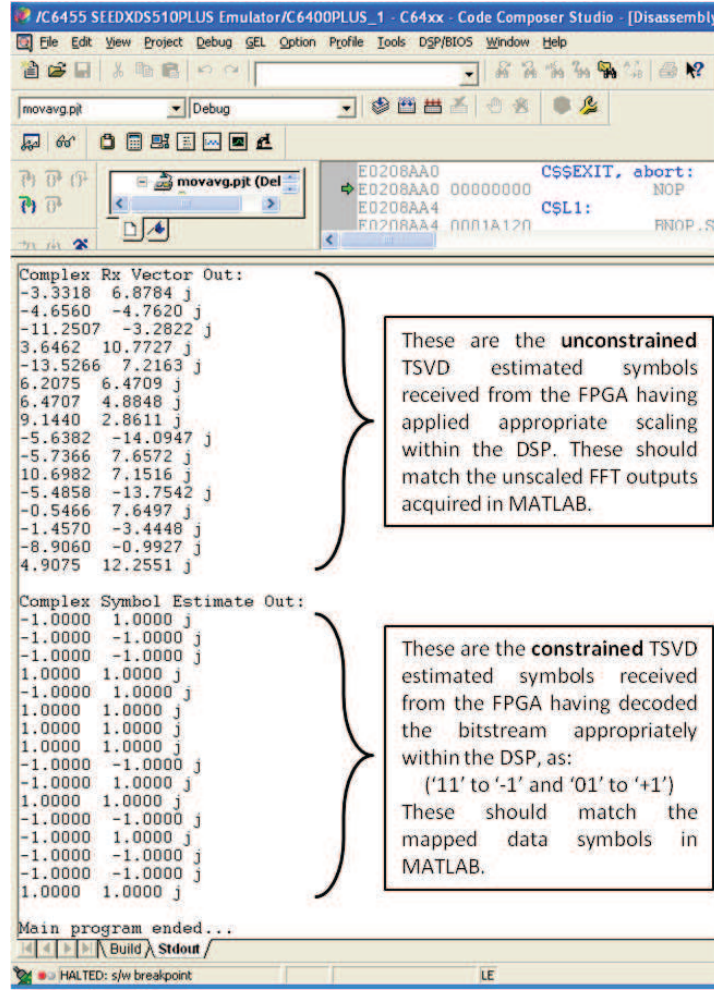 /C6455 SEEDXDS510PLUS Emulator/C6400PLUS_1 - C64xx - Code Composer Studio - [Disassembly
File Edit View Project Debug GEL Option Profile Tools DSP/BIOS Window Help
movavg.pjt Debug
movavg.pjt (Del
E0208AA0 C$$EXIT, abort:
E0208AA0 00000000 NOP
E0208AA4 C$L1:
E0208AA4 0001A120 BNOP.S
Complex Rx Vector Out:
-3.3318 6.8784 j
-4.6560 -4.7620 j
-11.2507 -3.2822 j
3.6462 10.7727 j
-13.5266 7.2163 j
6.2075 6.4709 j
6.4707 4.8848 j
9.1440 2.8611 j
-5.6382 -14.0947 j
-5.7366 7.6572 j
10.6982 7.1516 j
-5.4858 -13.7542 j
-0.5466 7.6497 j
-1.4570 -3.4448 j
-8.9060 -0.9927 j
4.9075 12.2551 j
These are the unconstrained
TSVD estimated symbols
received from the FPGA having
applied appropriate scaling
within the DSP. These should
match the unscaled FFT outputs
acquired in MATLAB.
Complex Symbol Estimate Out:
-1.0000 1.0000 j
-1.0000 -1.0000 j
-1.0000 -1.0000 j
1.0000 1.0000 j
-1.0000 1.0000 j
1.0000 1.0000 j
1.0000 1.0000 j
1.0000 1.0000 j
-1.0000 -1.0000 j
-1.0000 1.0000 j
1.0000 1.0000 j
-1.0000 -1.0000 j
-1.0000 1.0000 j
-1.0000 -1.0000 j
-1.0000 -1.0000 j
1.0000 1.0000 j
These are the constrained TSVD
estimated symbols received
from the FPGA having decoded
the bitstream appropriately
within the DSP, as:
('11' to '-1' and '01' to '+1')
These should match the
mapped data symbols in
MATLAB.
Main program ended...
Build Stdout
HALTED: s/w breakpoint LE